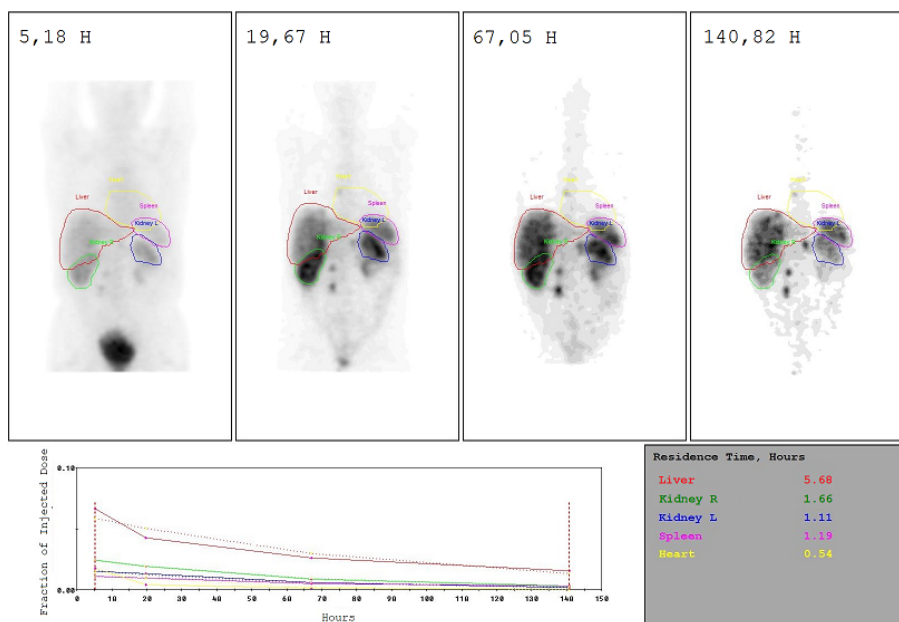 5,18 H
19,67 H
67,05 H
140,82 H
Liver
Spleen
Kidney L
Liver
Spleen
Kidney L
Liver
Spleen
Kidney L
Kidney R
Liver
Spleen
Kidney L
Kidney R
Fraction of Injected Dose
0.10
0.00
0 10 20 30 40 50 60 70 80 90 100 110 120 130 140 150
Hours
Residence Time, Hours
Liver 5.68
Kidney R 1.66
Kidney L 1.11
Spleen 1.19
Heart 0.54